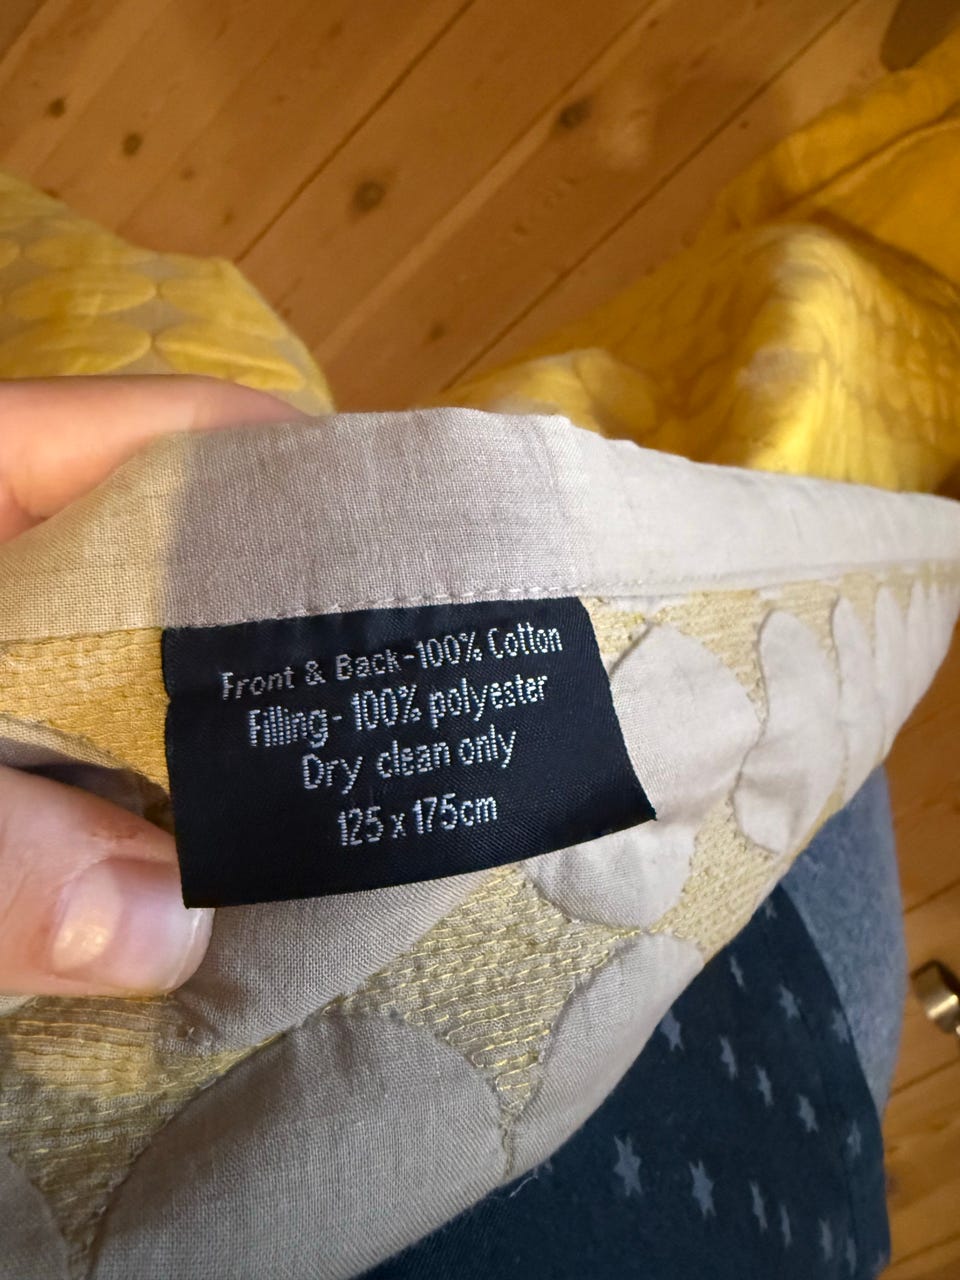 Front & Back-100% Cotton
Filling- 100% polyester
Dry clean only
125 x 175cm